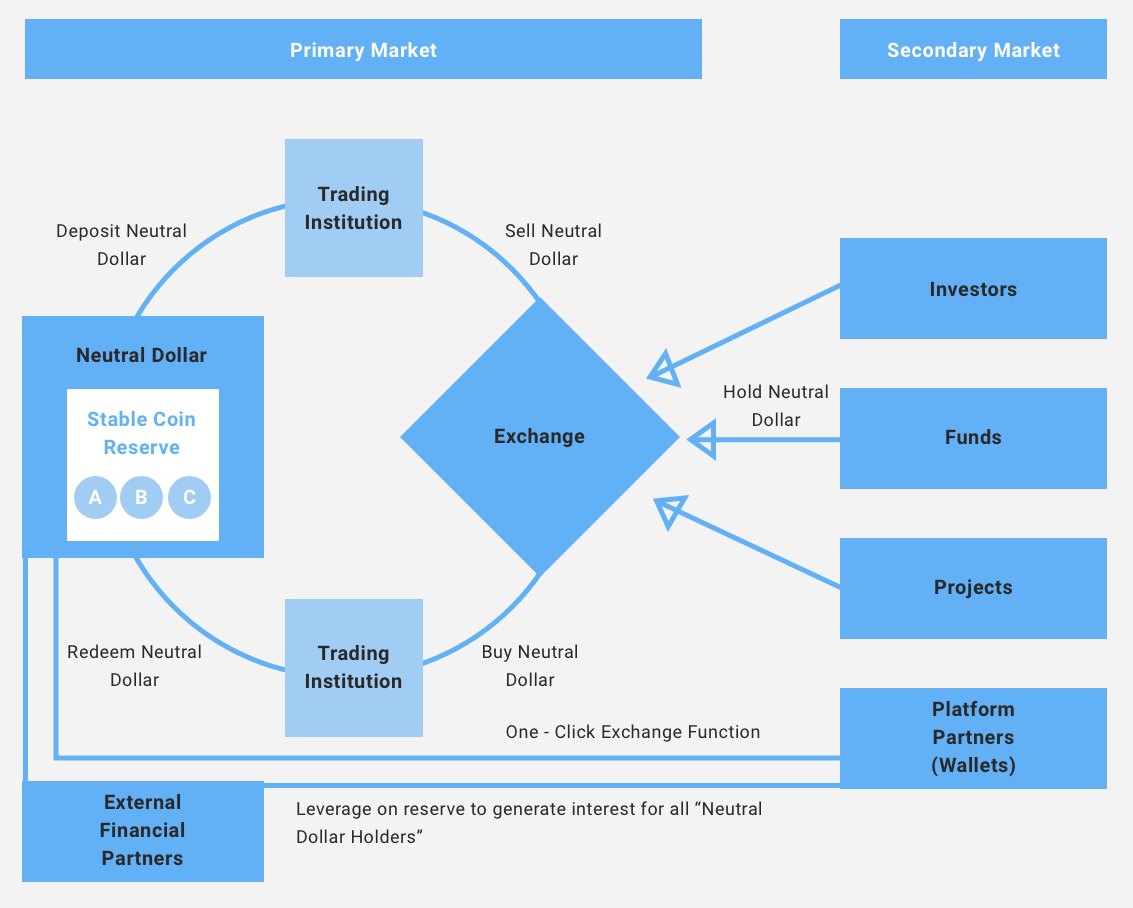 Primary Market
Secondary Market
Trading
Institution
Deposit Neutral
Dollar
Sell Neutral
Dollar
Investors
Neutral Dollar
Stable Coin
Reserve
A B C
Exchange
Hold Neutral
Dollar
Funds
Projects
Redeem Neutral
Dollar
Trading
Institution
Buy Neutral
Dollar
One - Click Exchange Function
Platform
Partners
(Wallets)
External
Financial
Partners
Leverage on reserve to generate interest for all “Neutral
Dollar Holders”